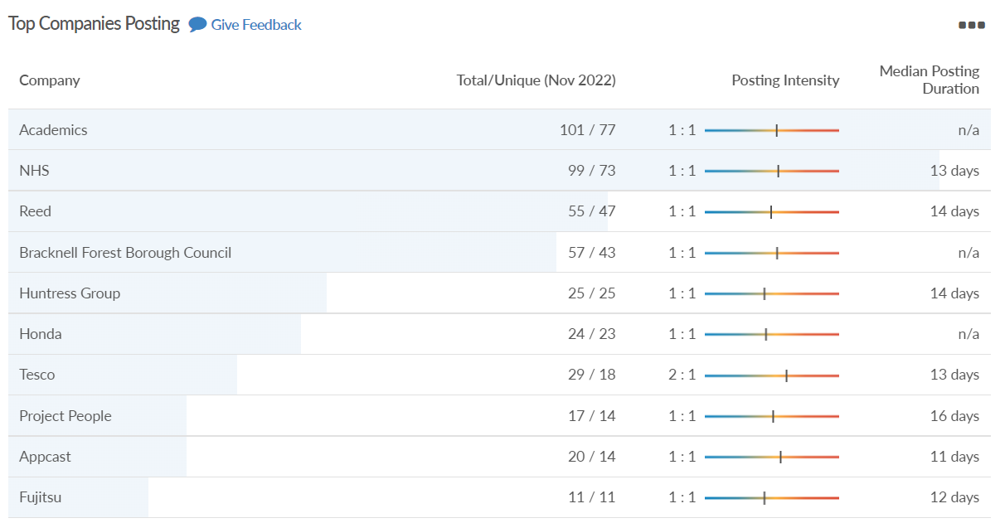 Top Companies Posting Give Feedback
Company Total/Unique (Nov 2022) Posting Intensity Median Posting Duration
Academics 101 / 77 1 : 1 n/a
NHS 99 / 73 1 : 1 13 days
Reed 55 / 47 1 : 1 14 days
Bracknell Forest Borough Council 57 / 43 1 : 1 n/a
Huntress Group 25 / 25 1 : 1 14 days
Honda 24 / 23 1 : 1 n/a
Tesco 29 / 18 2 : 1 13 days
Project People 17 / 14 1 : 1 16 days
Appcast 20 / 14 1 : 1 11 days
Fujitsu 11 / 11 1 : 1 12 days